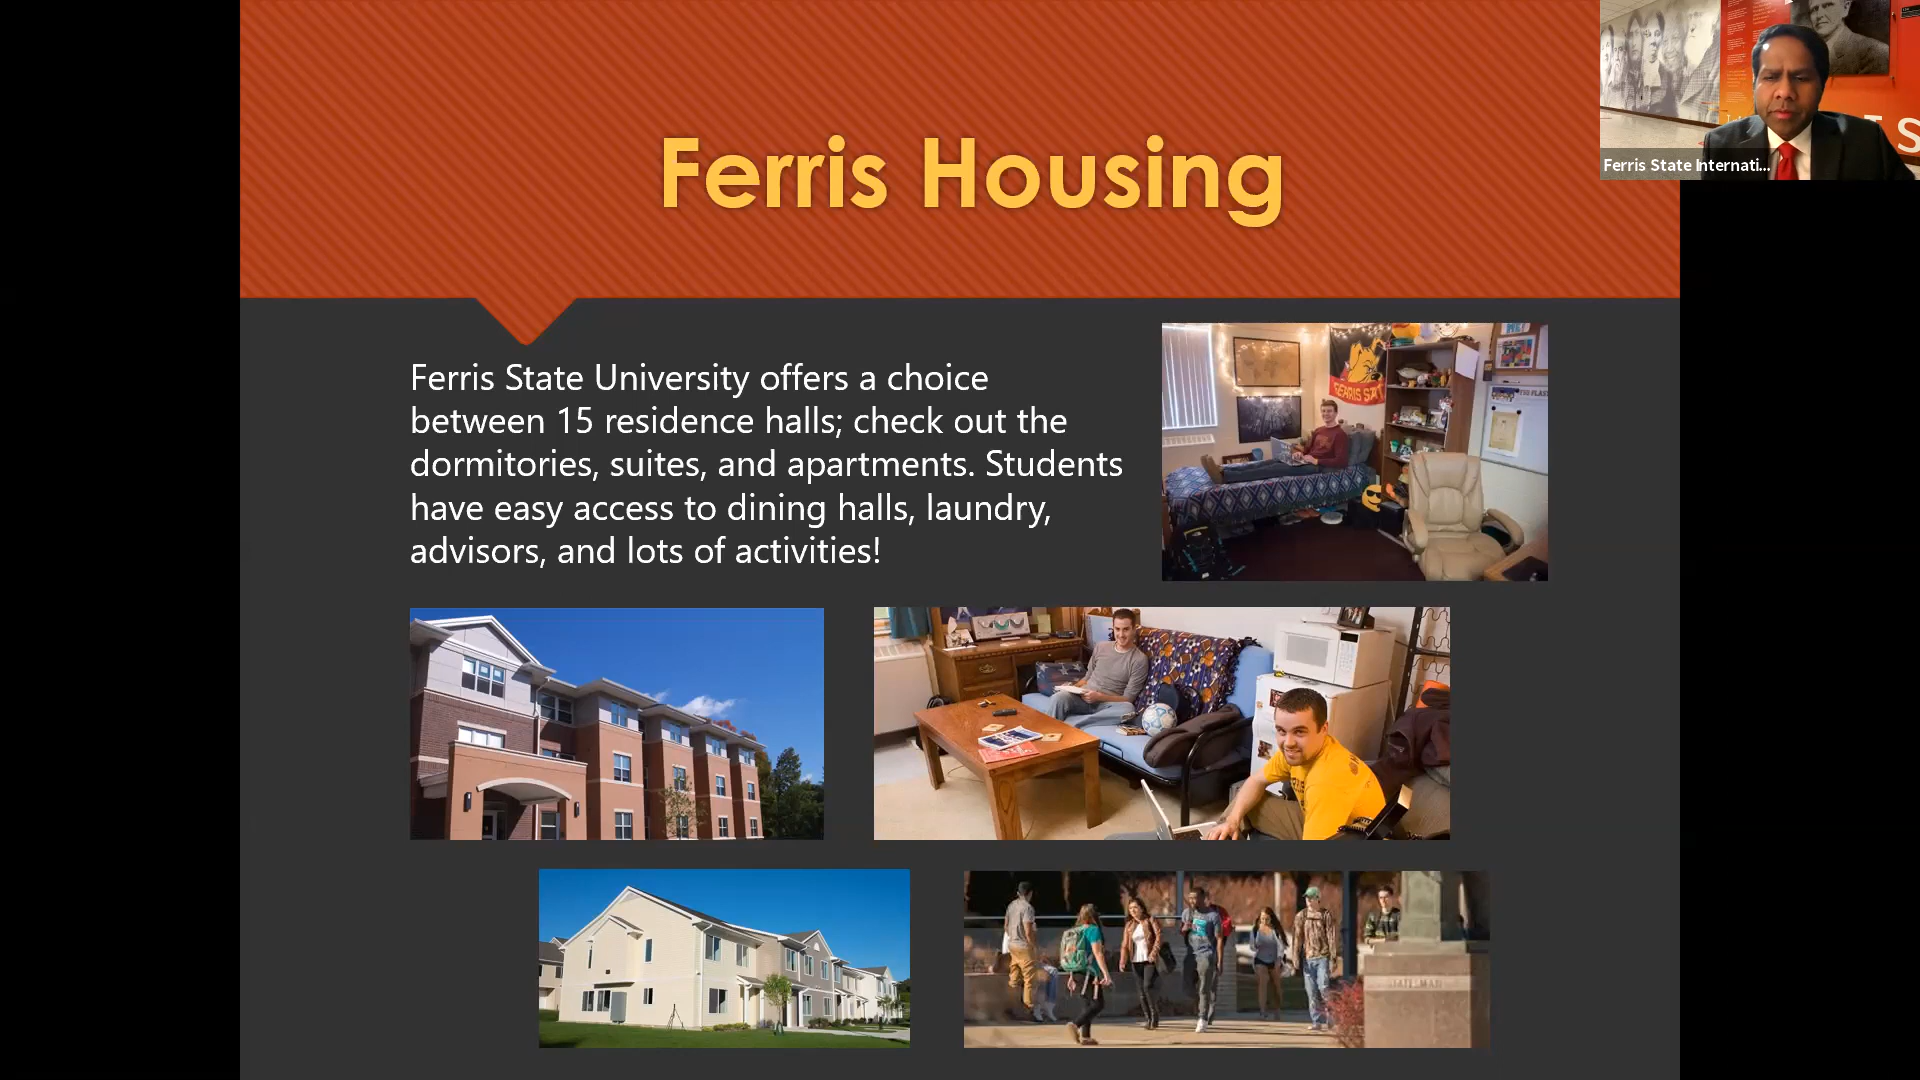 Ferris Housing
Ferris State Internati...
Ferris State University offers a choice
between 15 residence halls; check out the
dormitories, suites, and apartments. Students
have easy access to dining halls, laundry,
advisors, and lots of activities!